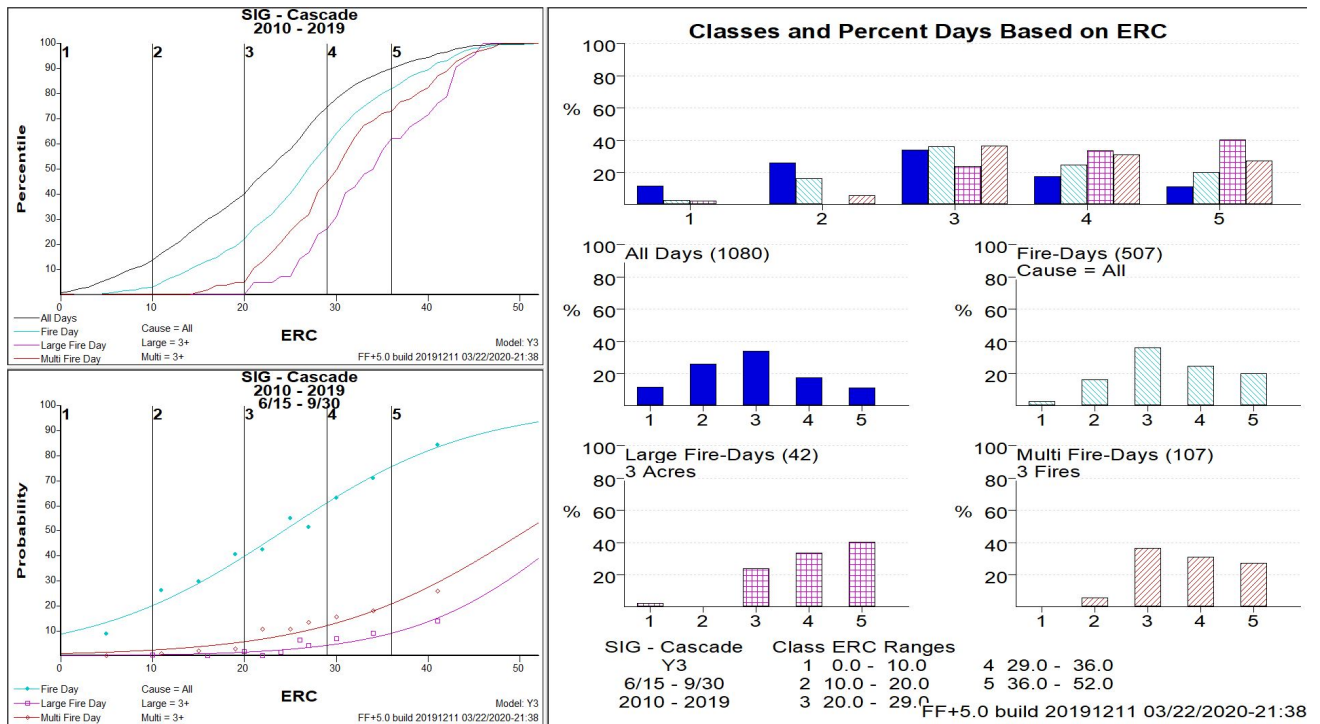 SIG - Cascade
2010 - 2019
100
90
80
70
60
50
40
30
20
10
Percentile
1 2 3 4 5
0 10 20 30 40 50
ERC
All Days
Fire Day
Large Fire Day
Multi Fire Day
Cause = All
Large = 3+
Multi = 3+
Model: Y3
FF+5.0 build 20191211 03/22/2020-21:38
SIG - Cascade
2010 - 2019
6/15 - 9/30
100
90
80
70
60
50
40
30
20
10
Probability
1 2 3 4 5
0 10 20 30 40 50
ERC
Fire Day
Large Fire Day
Multi Fire Day
Cause = All
Large = 3+
Multi = 3+
Model: Y3
FF+5.0 build 20191211 03/22/2020-21:38
Classes and Percent Days Based on ERC
100
80
%
60
40
20
1 2 3 4 5
All Days (1080)
100
80
%
60
40
20
1 2 3 4 5
Fire-Days (507)
Cause = All
100
80
%
60
40
20
1 2 3 4 5
Large Fire-Days (42)
3 Acres
100
80
%
60
40
20
1 2 3 4 5
Multi Fire-Days (107)
3 Fires
100
80
%
60
40
20
1 2 3 4 5
SIG - Cascade
Y3
6/15 - 9/30
2010 - 2019
Class ERC Ranges
1 0.0 - 10.0
2 10.0 - 20.0
3 20.0 - 29.0
4 29.0 - 36.0
5 36.0 - 52.0
FF+5.0 build 20191211 03/22/2020-21:38